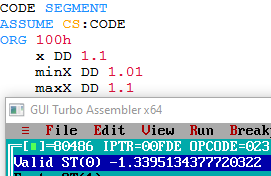 CODE SEGMENT
ASSUME CS:CODE
ORG 100h
x DD 1.1
minX DD 1.01
maxX DD 1.1
GUI Turbo Assembler x64
≡ File Edit View Run Breakp
=[■]=80486 IPTR=00FDE OPCODE=023
Valid ST(0) -1.3395134377720322